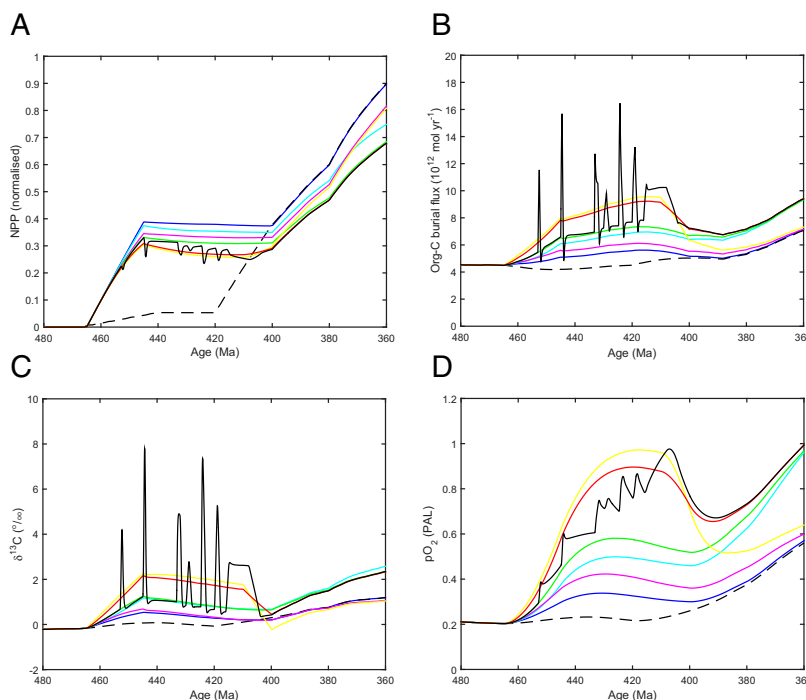 A
NPP (normalised)
1
0.9
0.8
0.7
0.6
0.5
0.4
0.3
0.2
0.1
0
480 460 440 420 400 380 360
Age (Ma)
B
Org-C burial flux (10¹² mol yr⁻¹)
20
18
16
14
12
10
8
6
4
2
0
480 460 440 420 400 380 360
Age (Ma)
C
δ¹³C (°/∞)
10
8
6
4
2
0
-2
480 460 440 420 400 380 360
Age (Ma)
D
pO₂ (PAL)
1.2
1
0.8
0.6
0.4
0.2
0
480 460 440 420 400 380 360
Age (Ma)